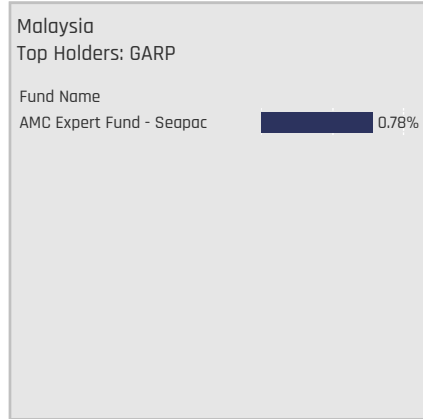 Malaysia
Top Holders: GARP
Fund Name
AMC Expert Fund - Seapac 0.78%